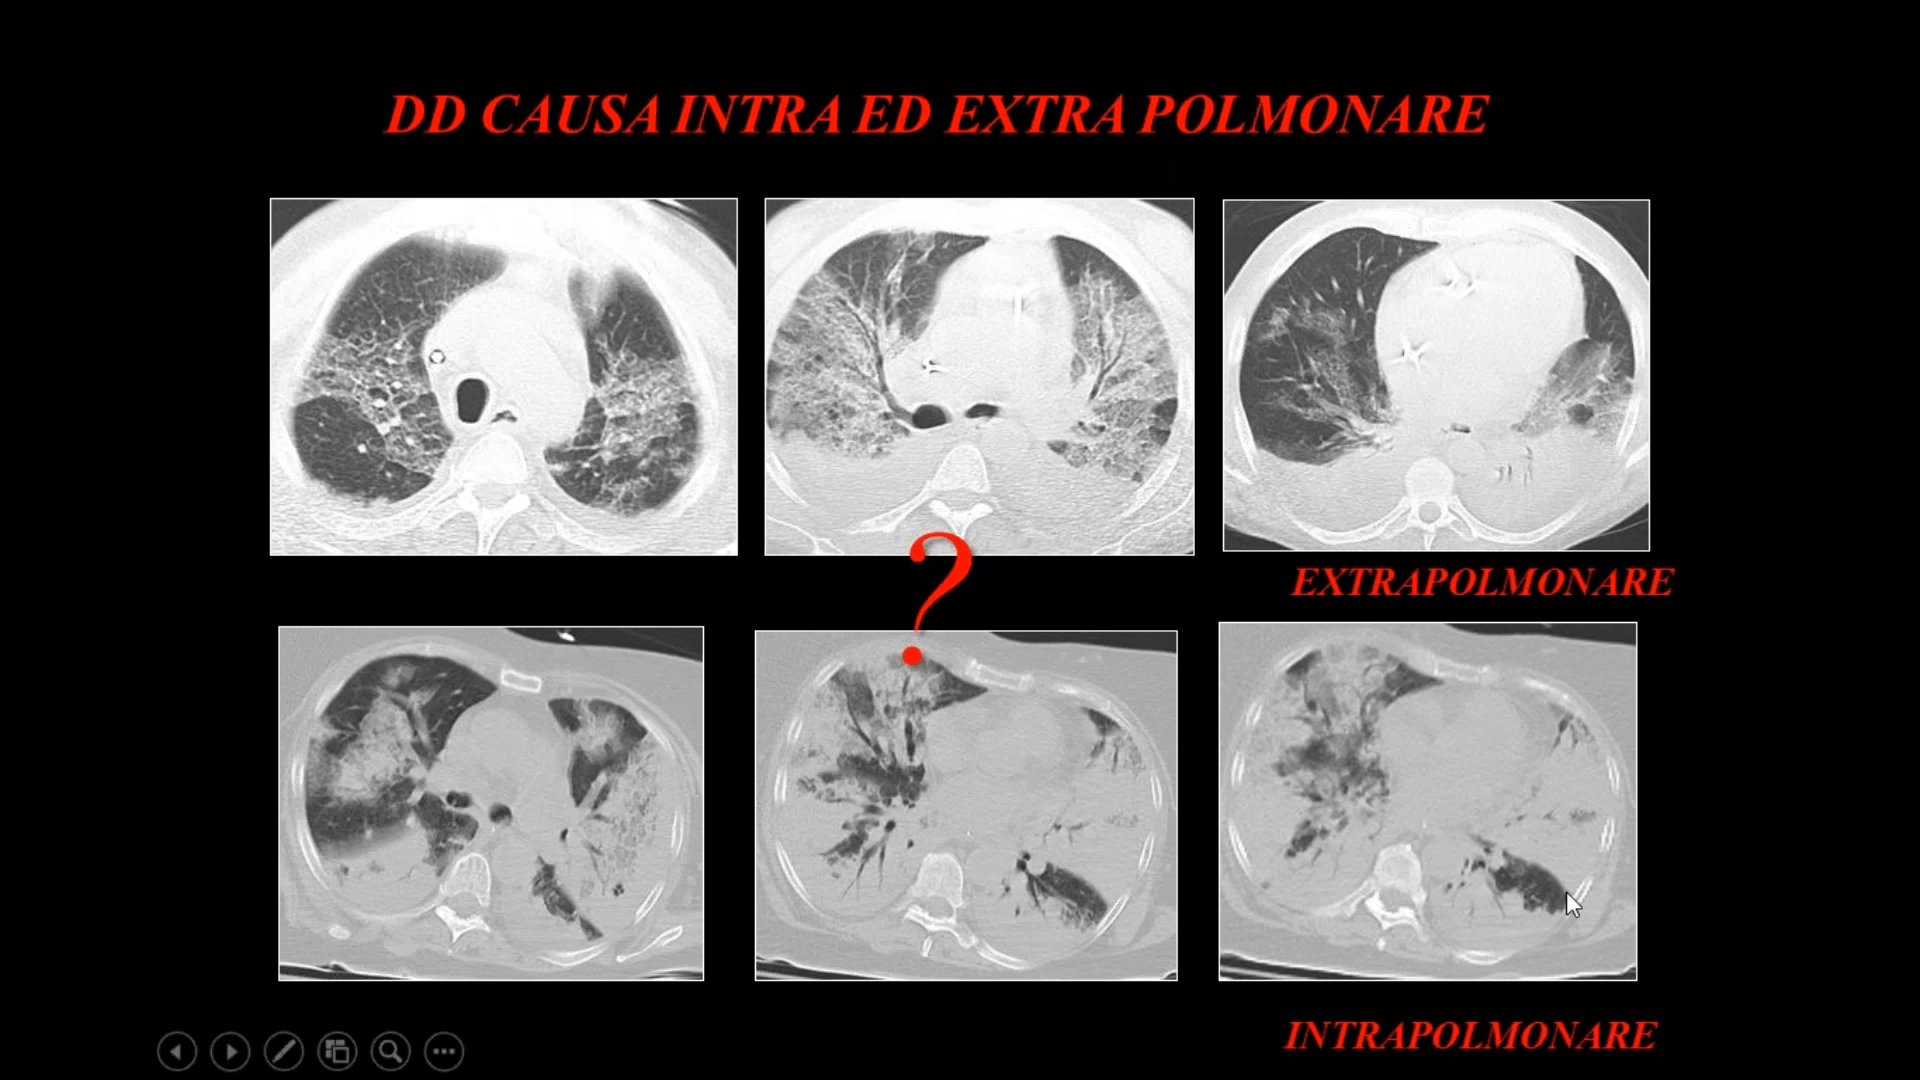 DD CAUSA INTRA ED EXTRA POLMONARE
?
EXTRAPOLMONARE
INTRAPOLMONARE